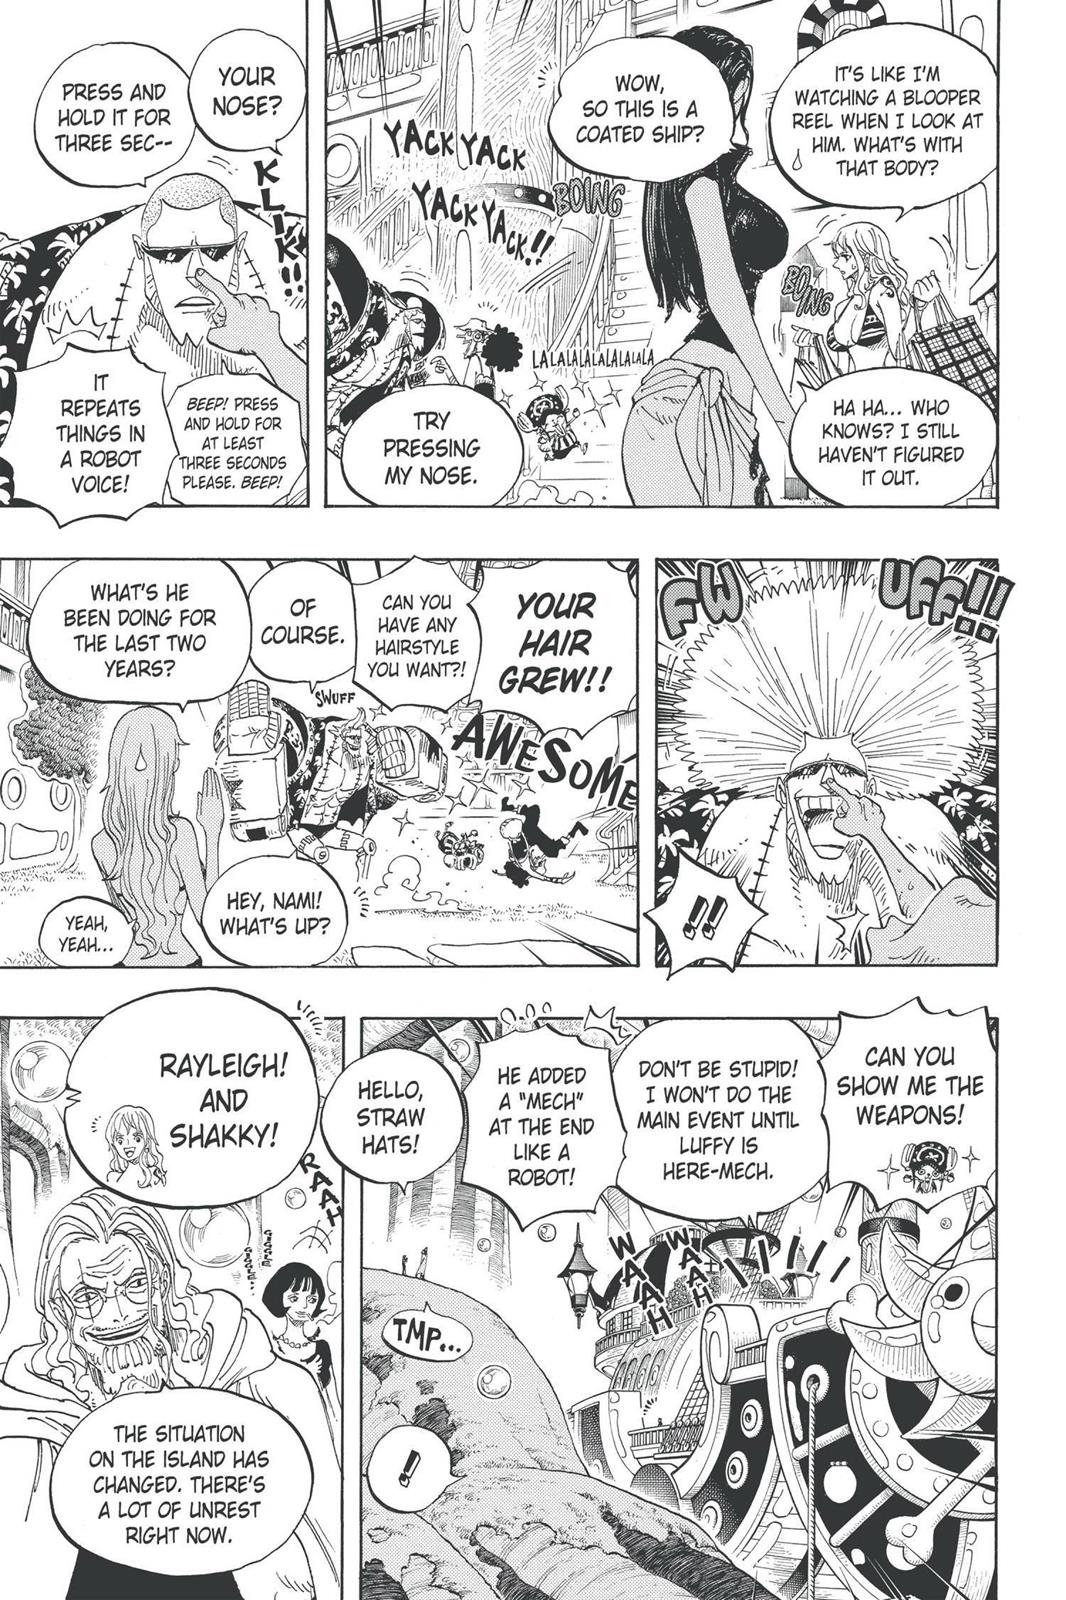 IT'S LIKE I'M
WATCHING A BLOOPER
REEL WHEN I LOOK AT
HIM. WHAT'S WITH
THAT BODY?
WOW,
SO THIS IS A
COATED SHIP?
YACK YACK
YACK YACK!!
BOING
BOING
LALALALALALALALALA
HA HA... WHO
KNOWS? I STILL
HAVEN'T FIGURED
IT OUT.
TRY
PRESSING
MY NOSE.
YOUR
NOSE?
PRESS AND
HOLD IT FOR
THREE SEC--
KLIK!!
BEEP! PRESS
AND HOLD FOR
AT LEAST
THREE SECONDS
PLEASE. BEEP!
IT
REPEATS
THINGS IN
A ROBOT
VOICE!
FWUFF!!
!!
YOUR
HAIR
GREW!!
AWESOME
CAN YOU
HAVE ANY
HAIRSTYLE
YOU WANT?!
OF
COURSE.
SWUFF
WHAT'S HE
BEEN DOING FOR
THE LAST TWO
YEARS?
HEY, NAMI!
WHAT'S UP?
YEAH,
YEAH...
CAN YOU
SHOW ME THE
WEAPONS!
DON'T BE STUPID!
I WON'T DO THE
MAIN EVENT UNTIL
LUFFY IS
HERE-MECH.
HE ADDED
A "MECH"
AT THE END
LIKE A
ROBOT!
WAAH
WAAH
HELLO,
STRAW
HATS!
TMP...
!
RAYLEIGH!
AND
SHAKKY!
RAAH
GIGGLE
GIGGLE
THE SITUATION
ON THE ISLAND HAS
CHANGED. THERE'S
A LOT OF UNREST
RIGHT NOW.